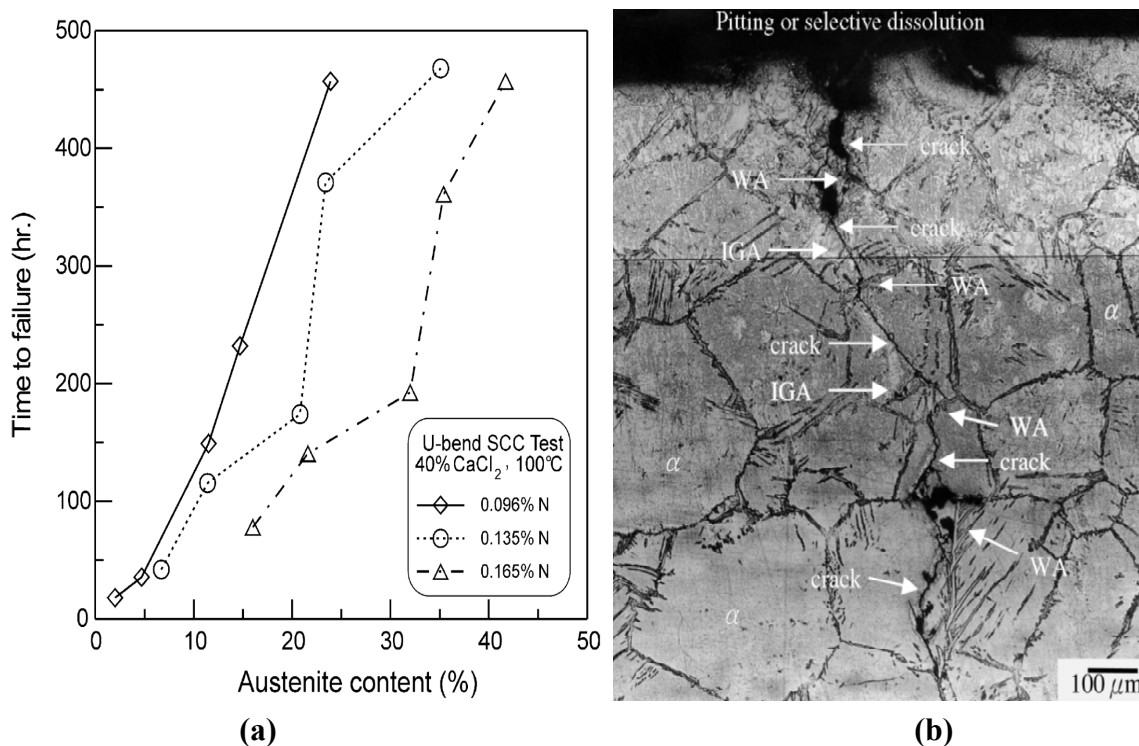 500
400
300
200
100
0
0
10
20
30
40
50
Time to failure (hr.)
Austenite content (%)
U-bend SCC Test
40% CaCl₂ , 100℃
0.096% N
0.135% N
0.165% N
(a)
Pitting or selective dissolution
crack
WA
crack
IGA
WA
α
crack
IGA
WA
α
crack
WA
crack
α
100 μm
(b)